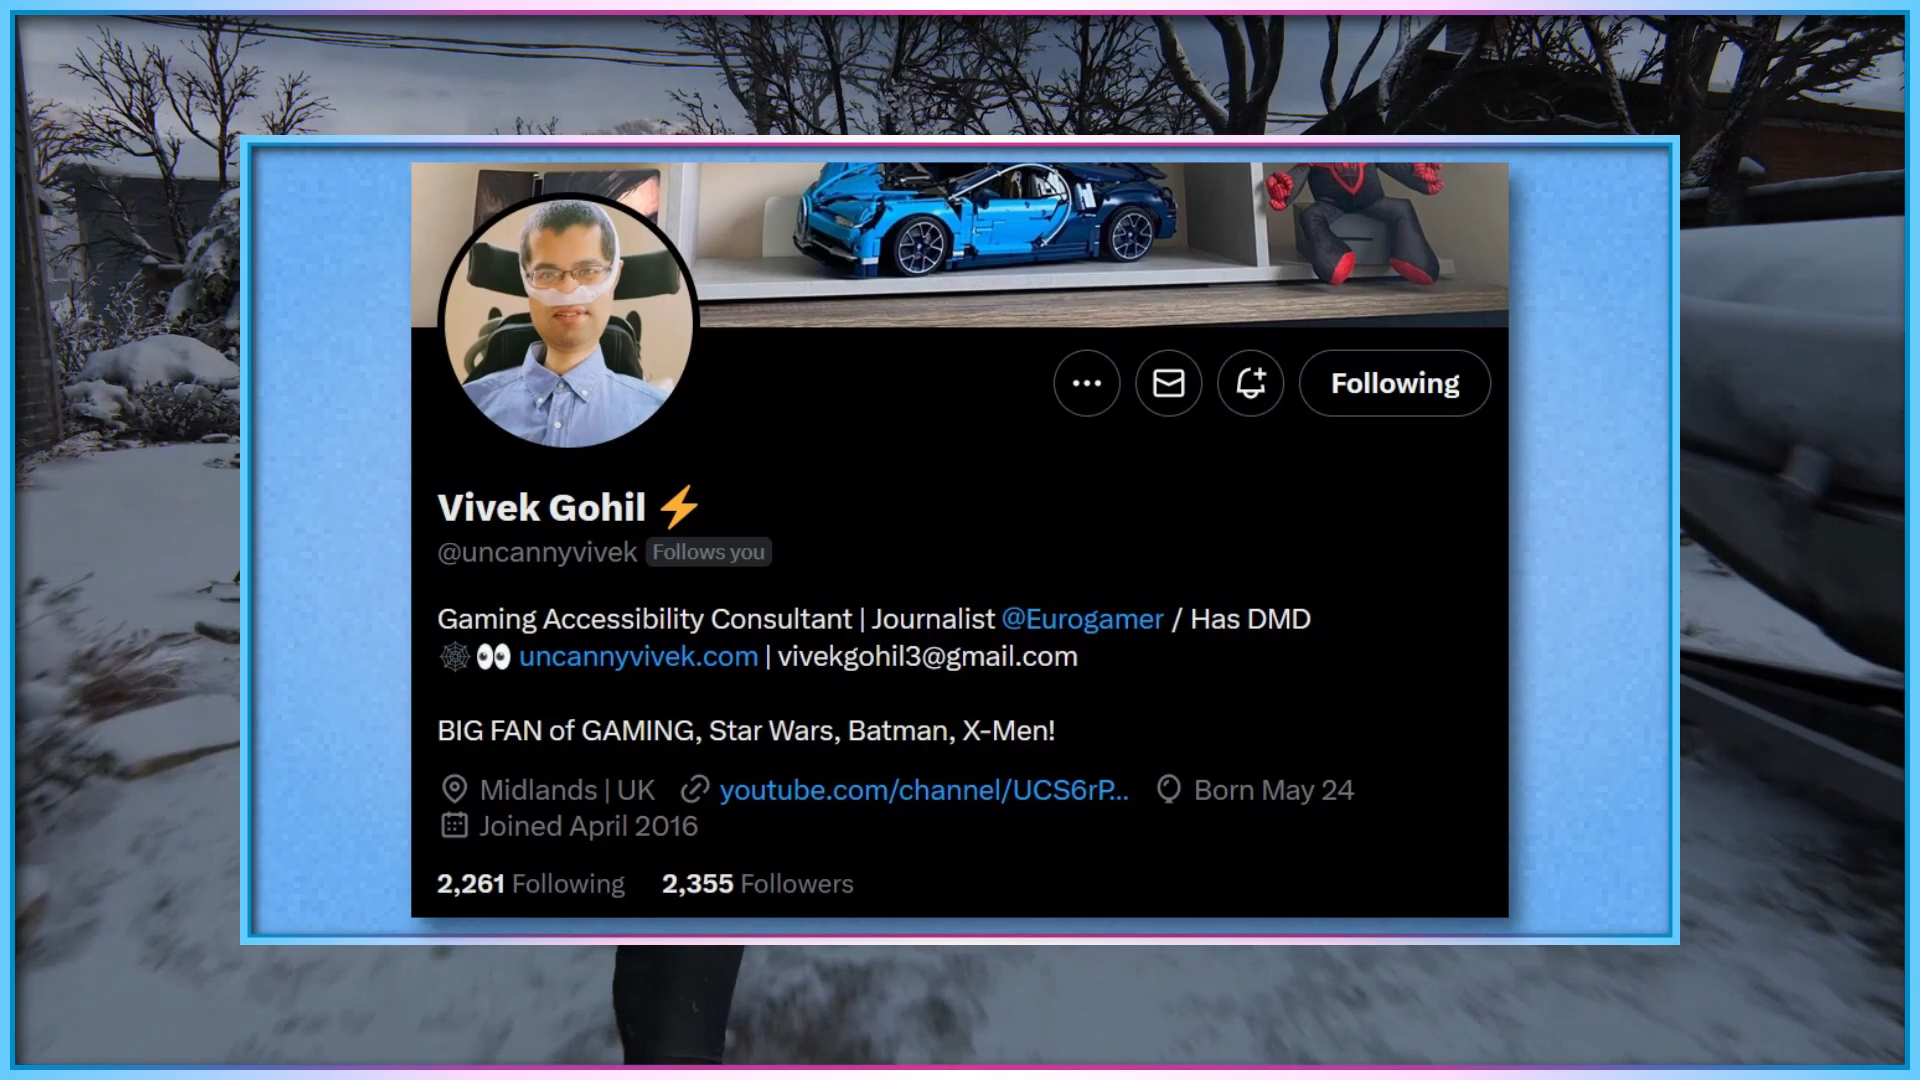 Following
Vivek Gohil ⚡
@uncannyvivek Follows you
Gaming Accessibility Consultant | Journalist @Eurogamer / Has DMD
🕸️👀 uncannyvivek.com | vivekgohil3@gmail.com
BIG FAN of GAMING, Star Wars, Batman, X-Men!
Midlands | UK youtube.com/channel/UCS6rP... Born May 24
Joined April 2016
2,261 Following 2,355 Followers